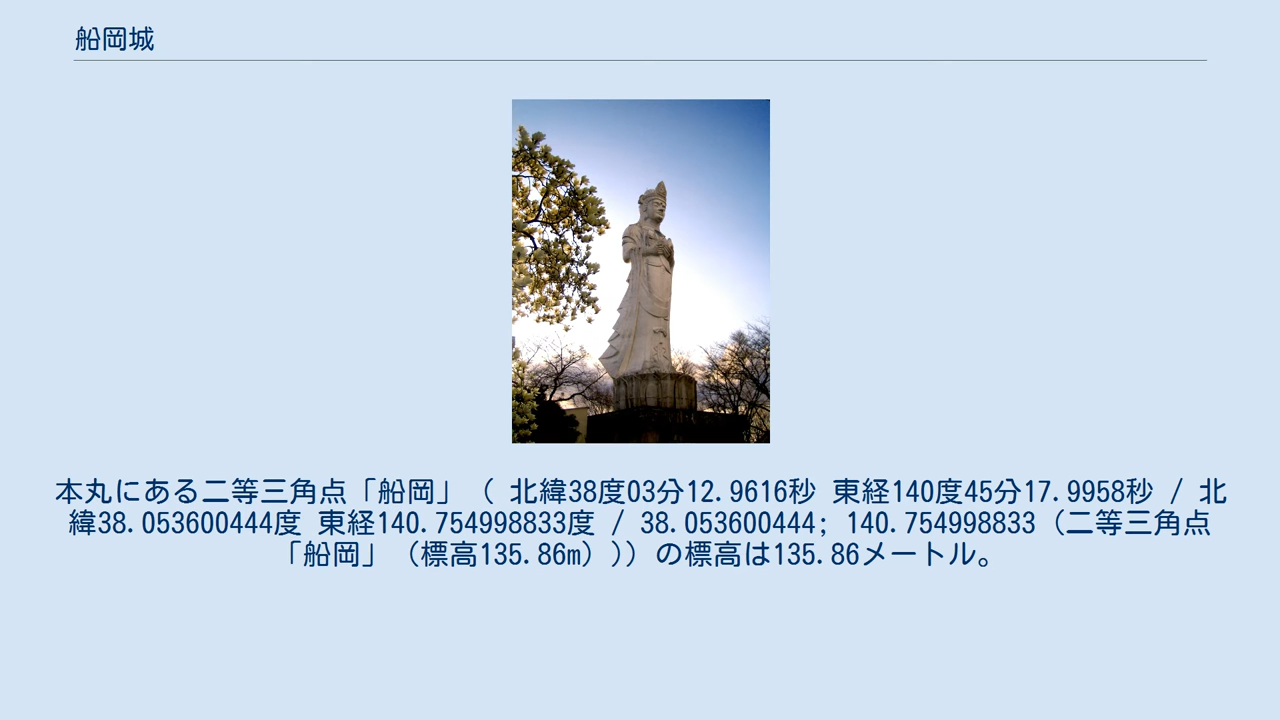 船岡城
本丸にある二等三角点「船岡」（ 北緯38度03分12.9616秒 東経140度45分17.9958秒 / 北
緯38.053600444度 東経140.754998833度 / 38.053600444; 140.754998833 (二等三角点
「船岡」（標高135.86m）)）の標高は135.86メートル。